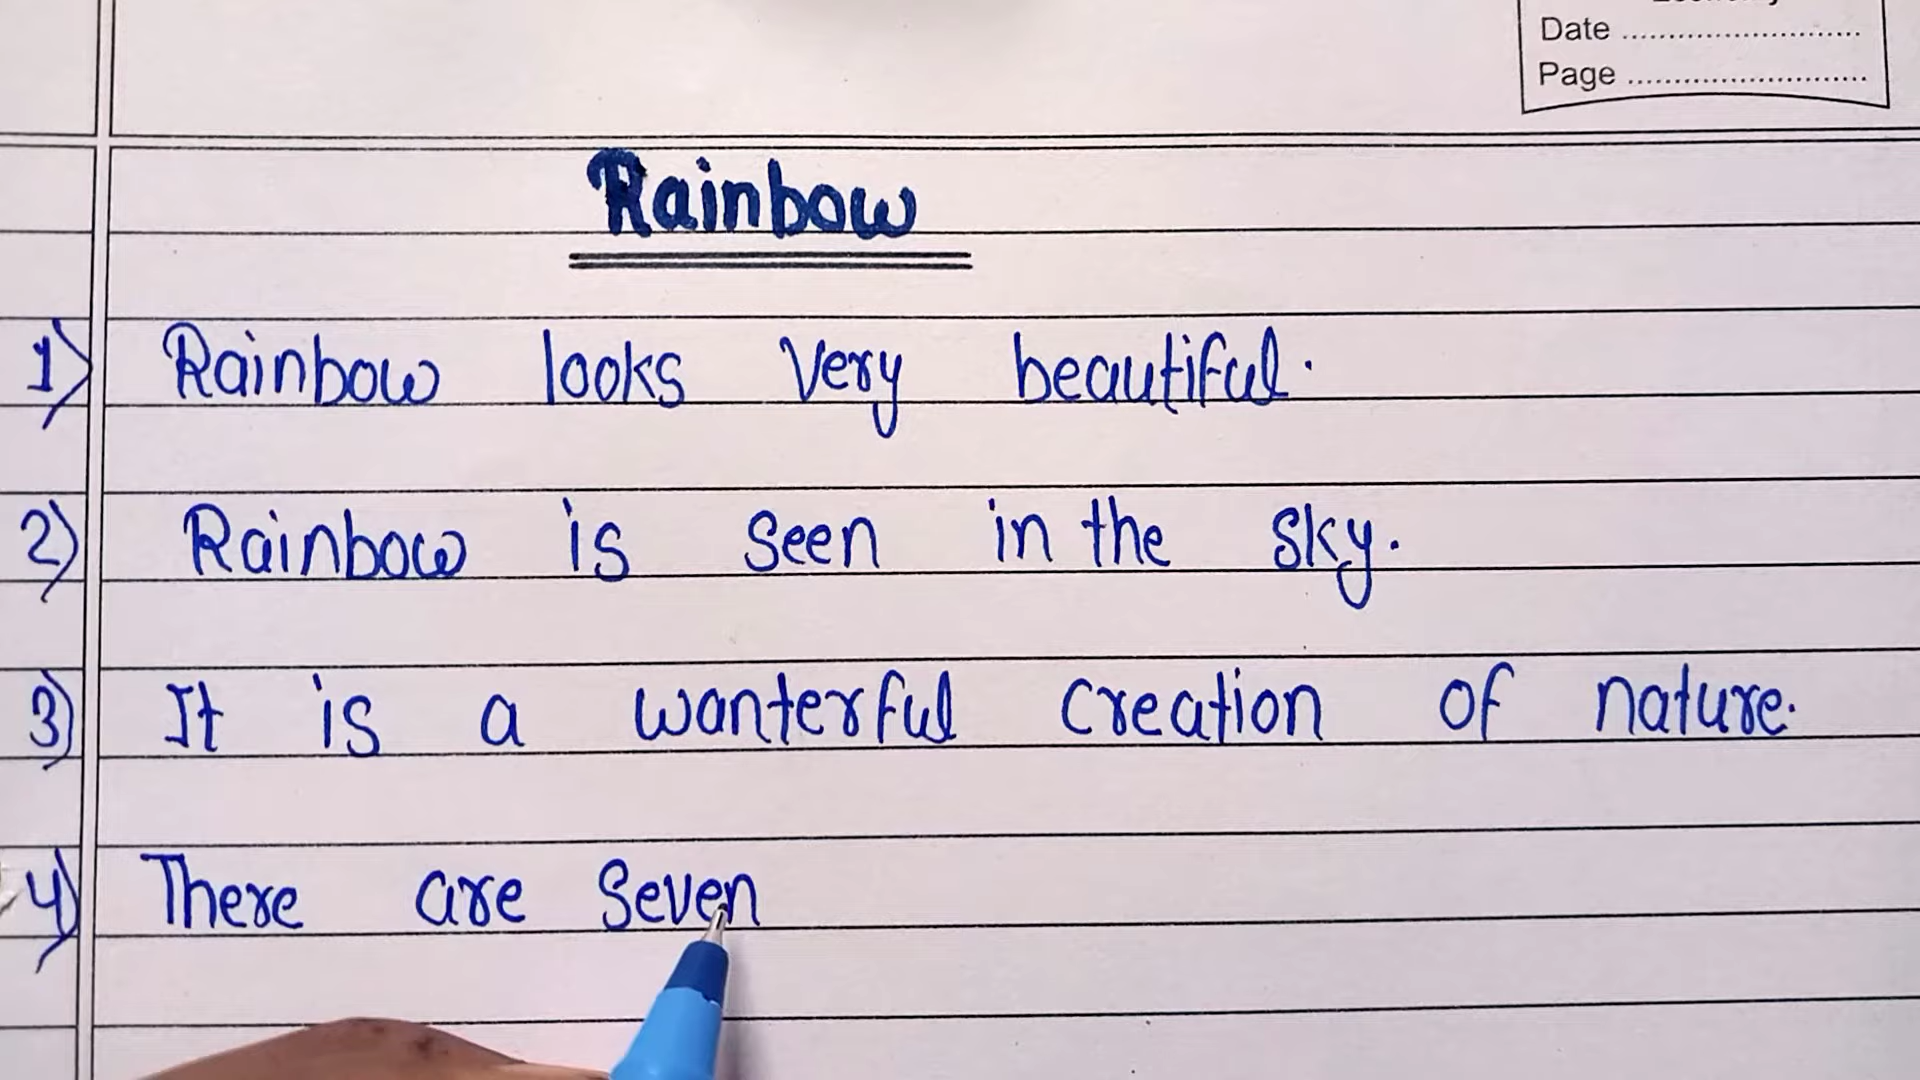 Date ..........................
Page ..........................
Rainbow
1) Rainbow looks very beautiful.
2) Rainbow is seen in the sky.
3) It is a wanterful creation of nature.
4) There are seven